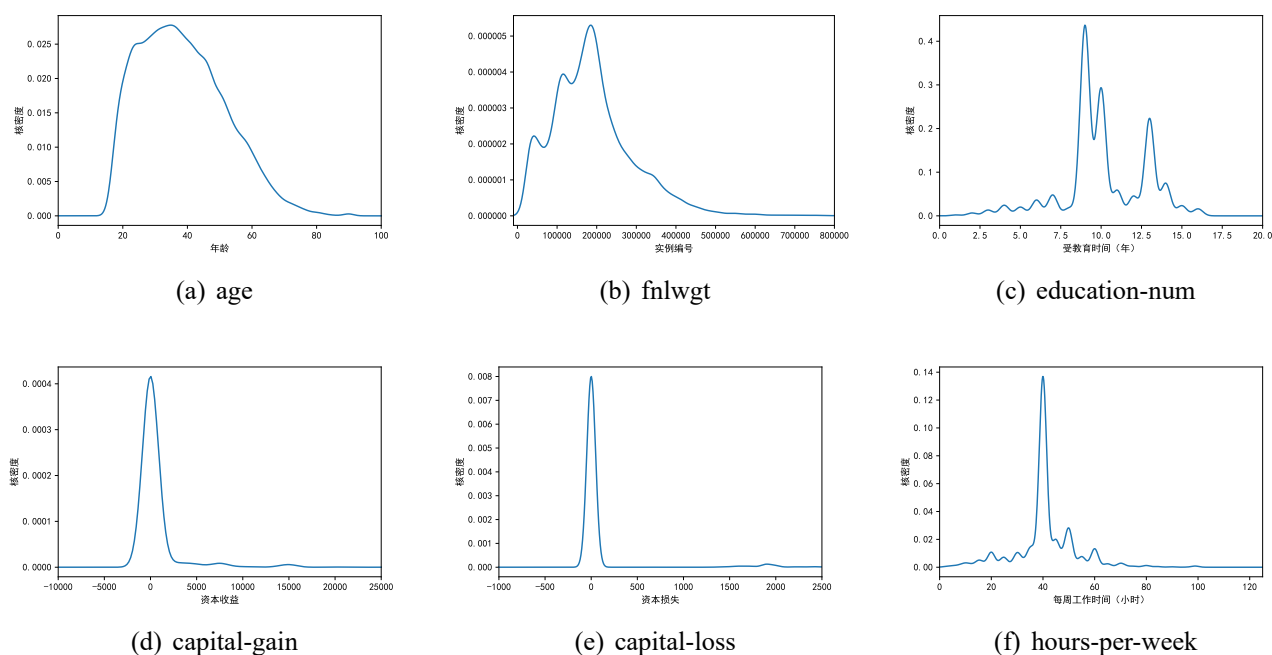 核密度
0.025
0.020
0.015
0.010
0.005
0.000
0 20 40 60 80 100
年龄
(a) age
核密度
0.000005
0.000004
0.000003
0.000002
0.000001
0.000000
0 100000 200000 300000 400000 500000 600000 700000 800000
实例编号
(b) fnlwgt
核密度
0.4
0.3
0.2
0.1
0.0
0.0 2.5 5.0 7.5 10.0 12.5 15.0 17.5 20.0
受教育时间（年）
(c) education-num
核密度
0.0004
0.0003
0.0002
0.0001
0.0000
−10000 −5000 0 5000 10000 15000 20000 25000
资本收益
(d) capital-gain
核密度
0.008
0.007
0.006
0.005
0.004
0.003
0.002
0.001
0.000
−1000 −500 0 500 1000 1500 2000 2500
资本损失
(e) capital-loss
核密度
0.14
0.12
0.10
0.08
0.06
0.04
0.02
0.00
0 20 40 60 80 100 120
每周工作时间（小时）
(f) hours-per-week